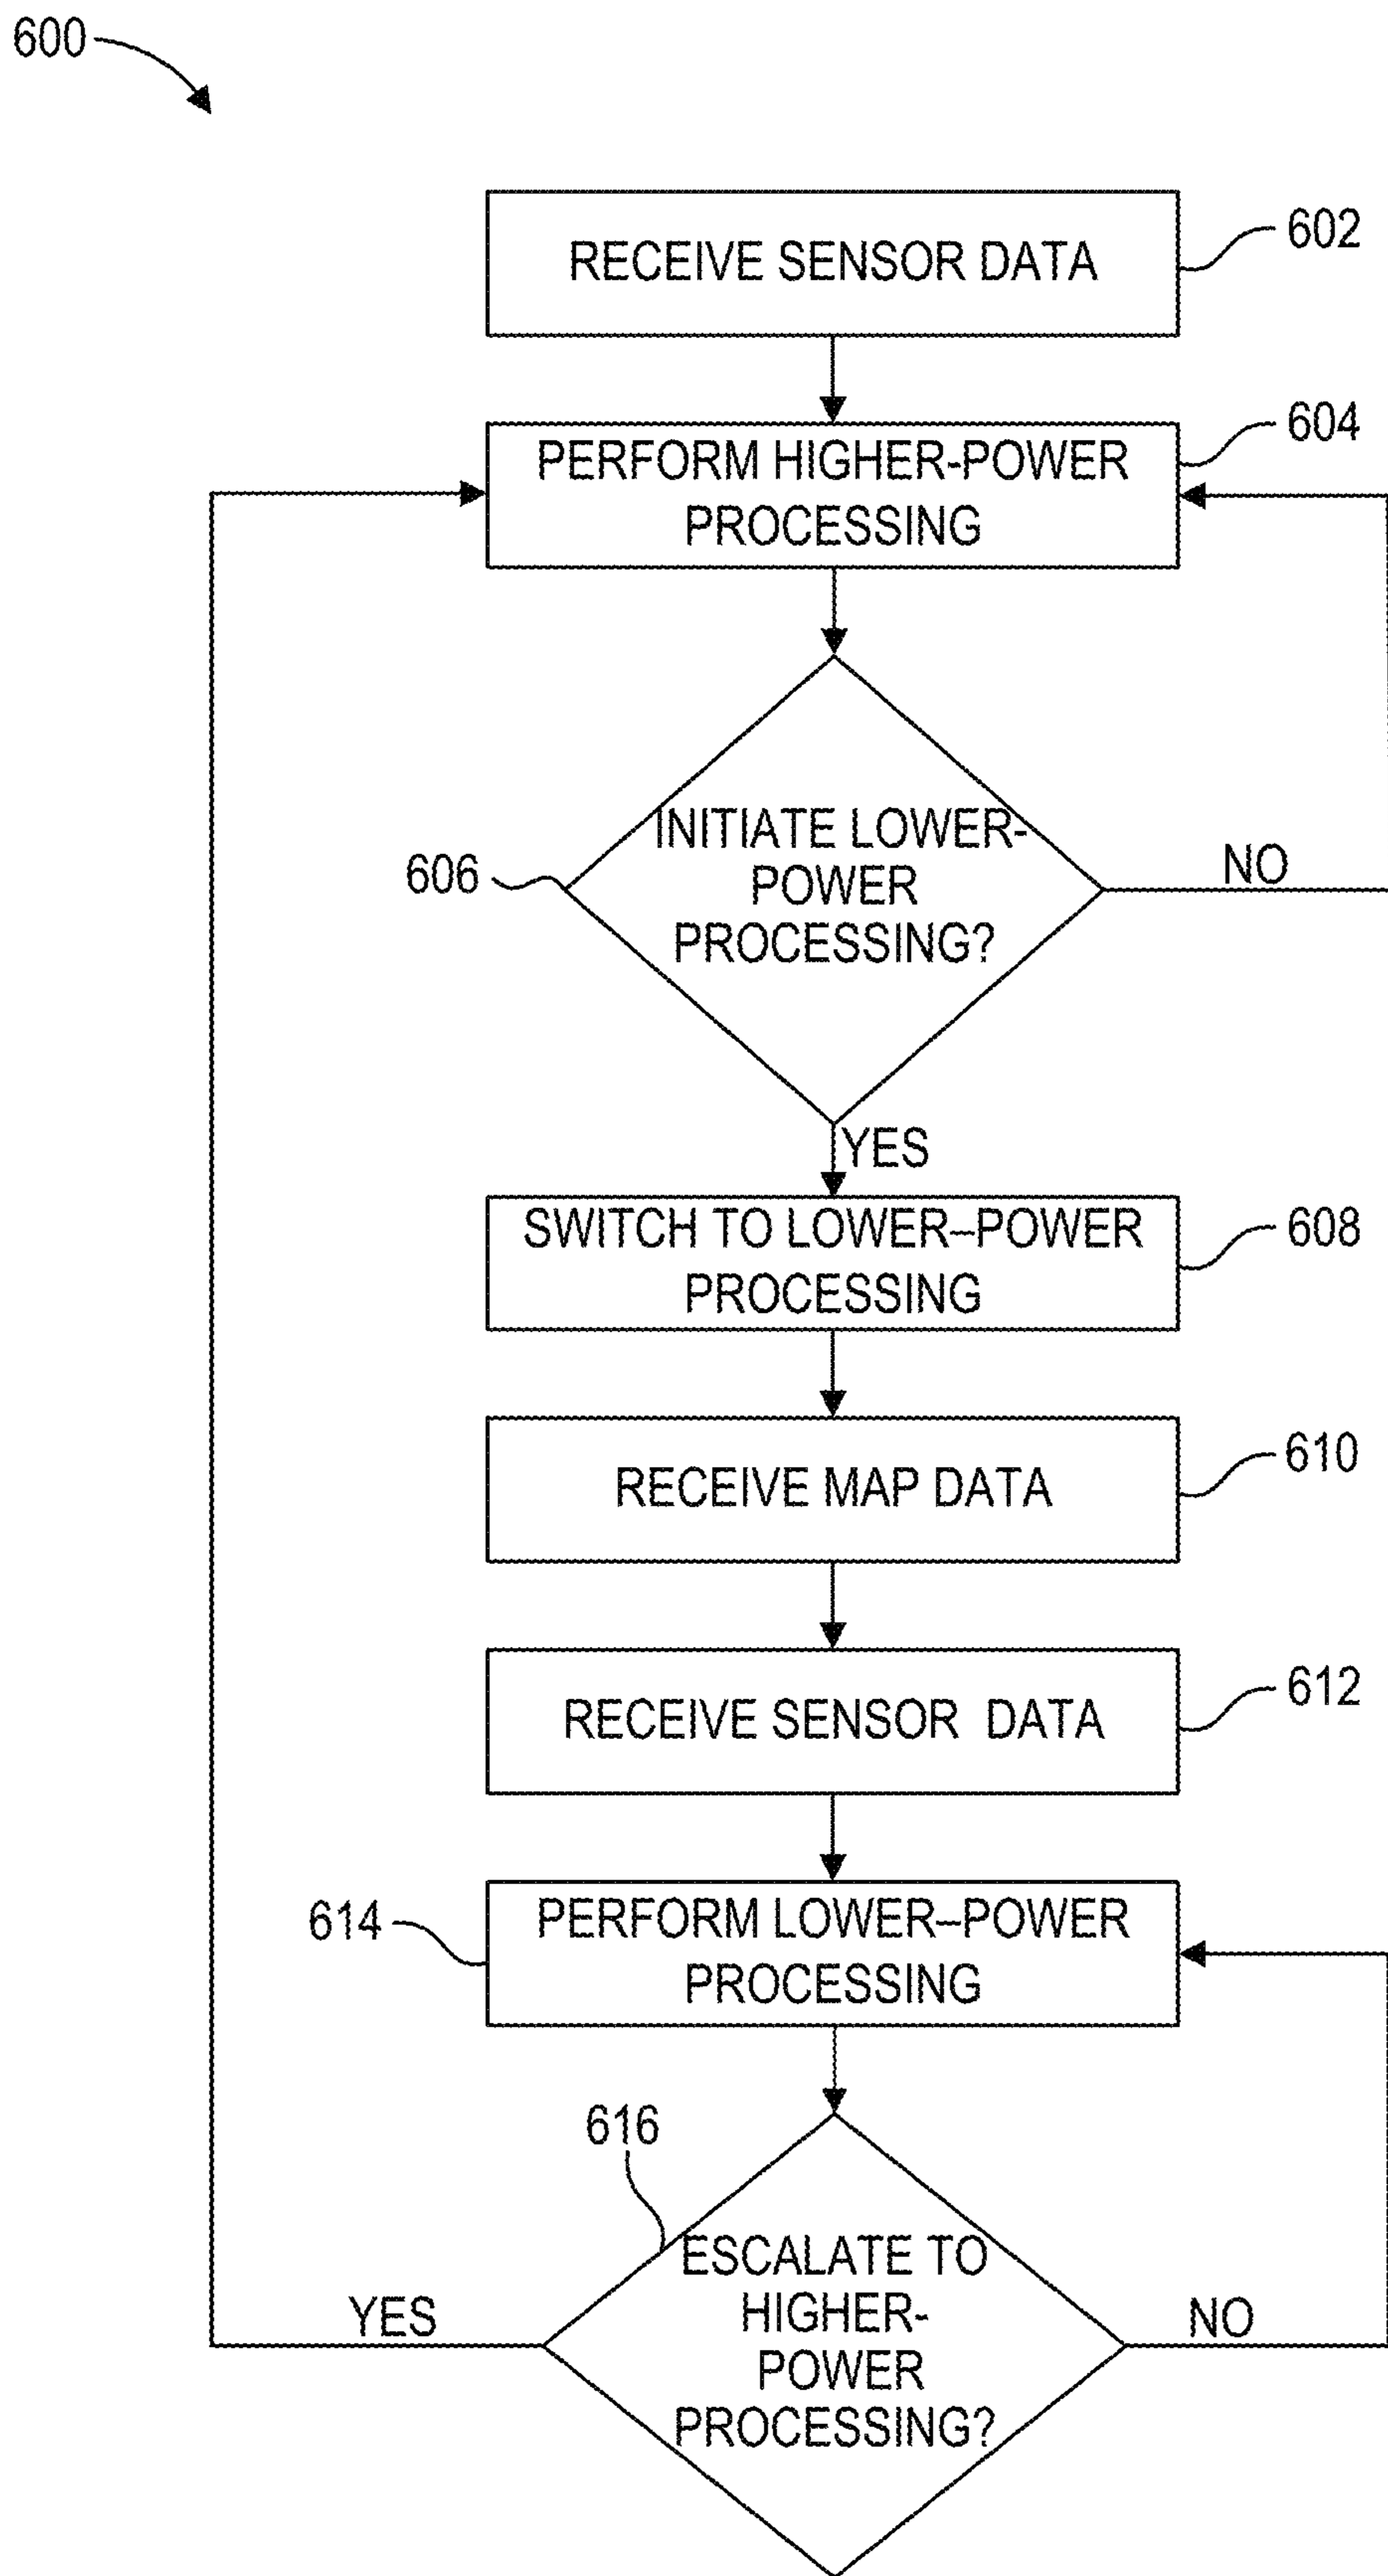 600
RECEIVE SENSOR DATA
602
PERFORM HIGHER-POWER
PROCESSING
604
INITIATE LOWER-
POWER
PROCESSING?
606
NO
YES
SWITCH TO LOWER–POWER
PROCESSING
608
RECEIVE MAP DATA
610
RECEIVE SENSOR DATA
612
PERFORM LOWER–POWER
PROCESSING
614
616
ESCALATE TO
HIGHER-
POWER
PROCESSING?
YES
NO